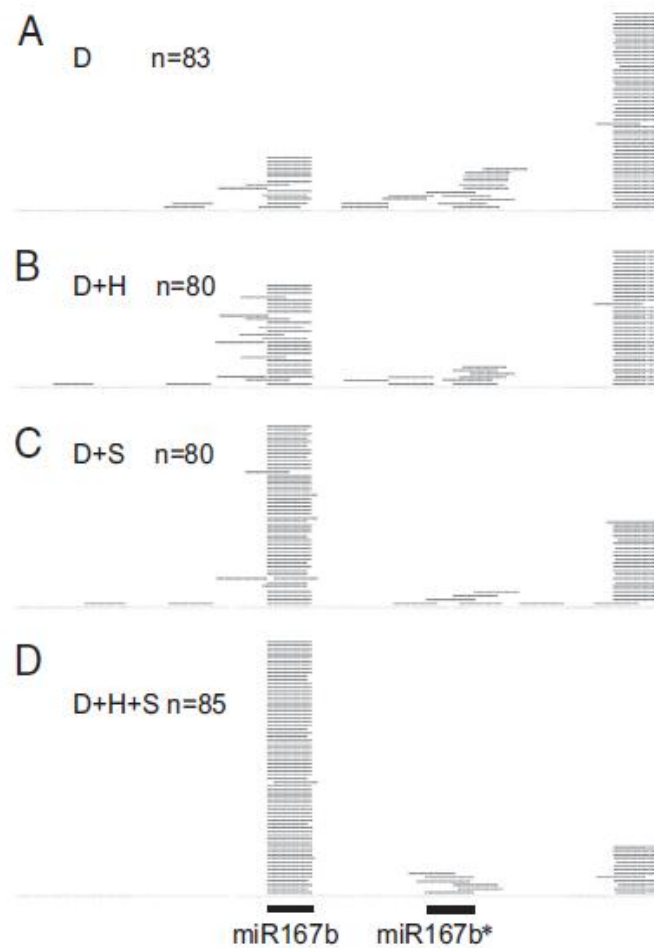 A
D n=83
B
D+H n=80
C
D+S n=80
D
D+H+S n=85
miR167b miR167b*